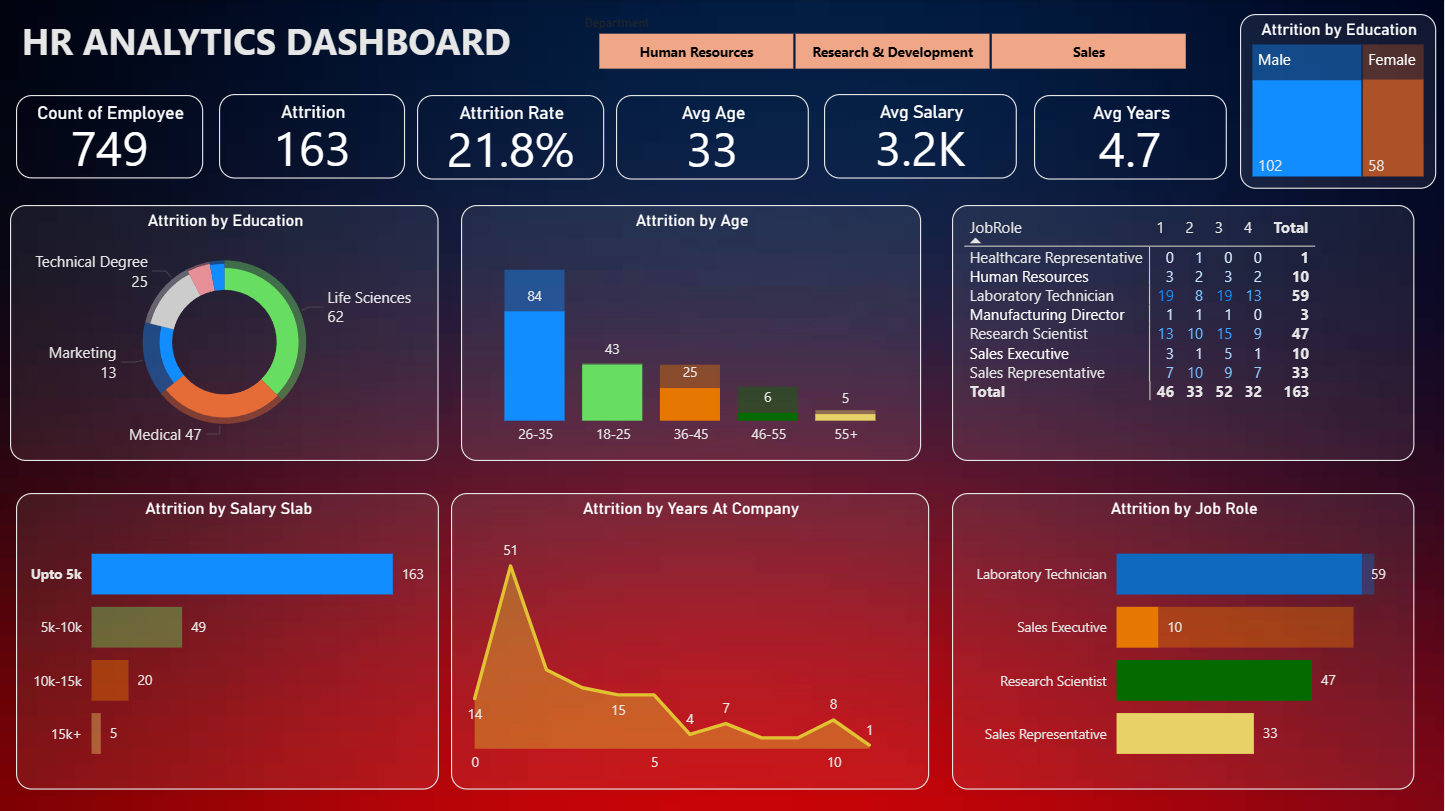 Department
HR ANALYTICS DASHBOARD
Human Resources
Research & Development
Sales
Attrition by Education
Male
Female
102
58
Count of Employee
749
Attrition
163
Attrition Rate
21.8%
Avg Age
33
Avg Salary
3.2K
Avg Years
4.7
Attrition by Education
Technical Degree
25
Life Sciences
62
Marketing
13
Medical 47
Attrition by Age
84
43
25
6
5
26-35 18-25 36-45 46-55 55+
JobRole 1 2 3 4 Total
Healthcare Representative 0 1 0 0 1
Human Resources 3 2 3 2 10
Laboratory Technician 19 8 19 13 59
Manufacturing Director 1 1 1 0 3
Research Scientist 13 10 15 9 47
Sales Executive 3 1 5 1 10
Sales Representative 7 10 9 7 33
Total 46 33 52 32 163
Attrition by Salary Slab
Upto 5k 163
5k-10k 49
10k-15k 20
15k+ 5
Attrition by Years At Company
51
14
15
4
7
8
1
0 5 10
Attrition by Job Role
Laboratory Technician 59
Sales Executive 10
Research Scientist 47
Sales Representative 33